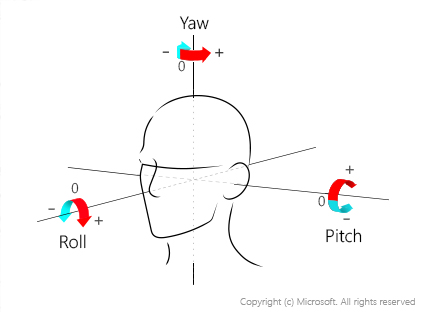 Yaw
- +
0
+
0
0
- +
-
Roll
Pitch
Copyright (c) Microsoft. All rights reserved